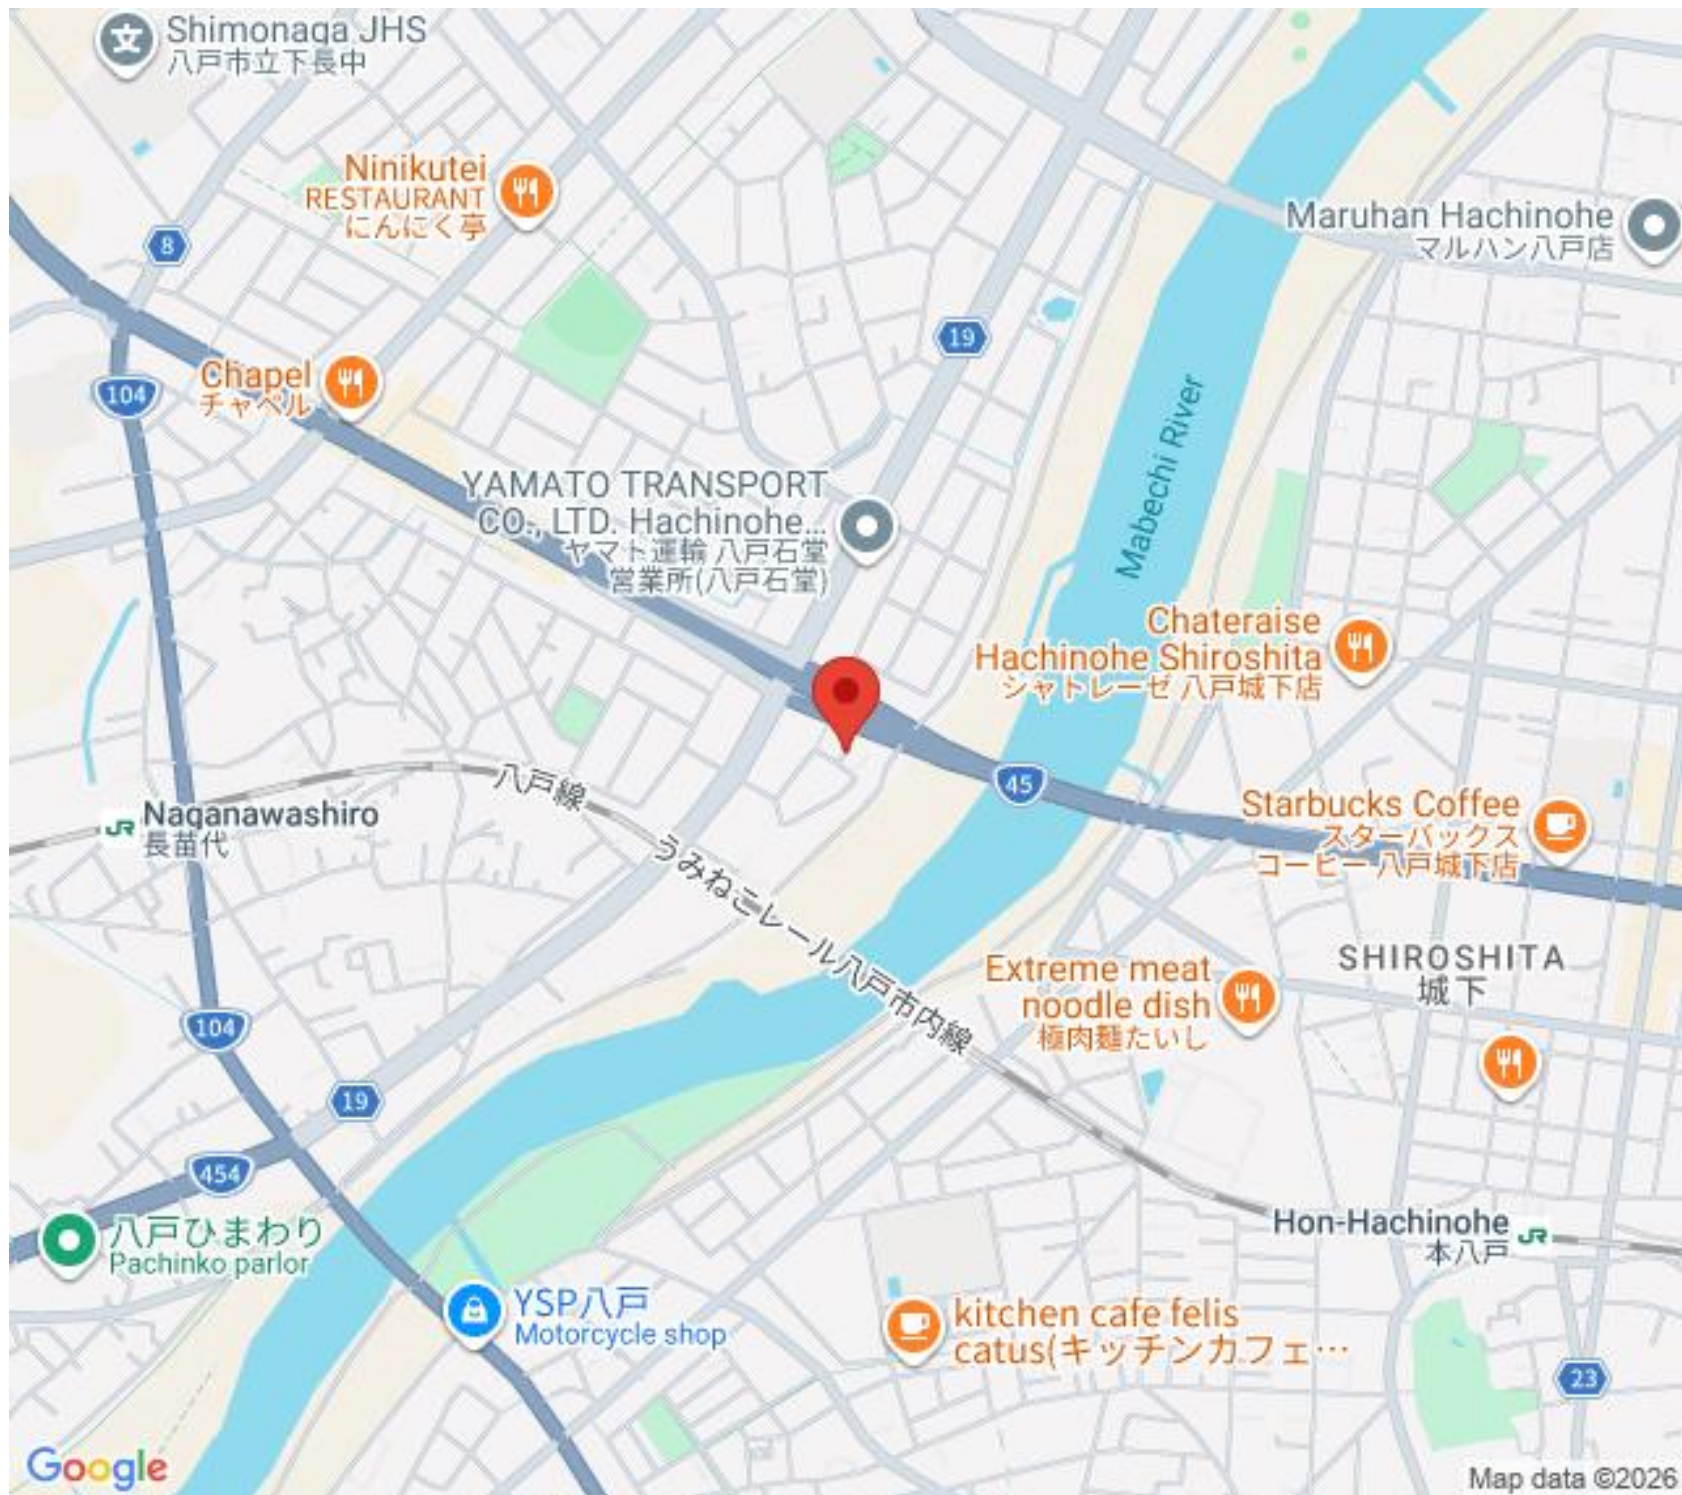 Shimonaga JHS
八戸市立下長中
Ninikutei
RESTAURANT
にんにく亭
8
Maruhan Hachinohe
マルハン八戸店
19
Chapel
チャペル
104
Mabechi River
YAMATO TRANSPORT
CO., LTD. Hachinohe...
ヤマト運輸 八戸石堂
営業所(八戸石堂)
Chateraise
Hachinohe Shiroshita
シャトレーゼ 八戸城下店
45
八戸線
Naganawashiro
長苗代
JR
Starbucks Coffee
スターバックス
コーヒー 八戸城下店
うみねこレール八戸市内線
SHIROSHITA
城下
Extreme meat
noodle dish
極肉麺たいし
104
19
454
八戸ひまわり
Pachinko parlor
Hon-Hachinohe
本八戸
JR
YSP八戸
Motorcycle shop
kitchen cafe felis
catus(キッチンカフェ…
23
Google
Map data ©2026